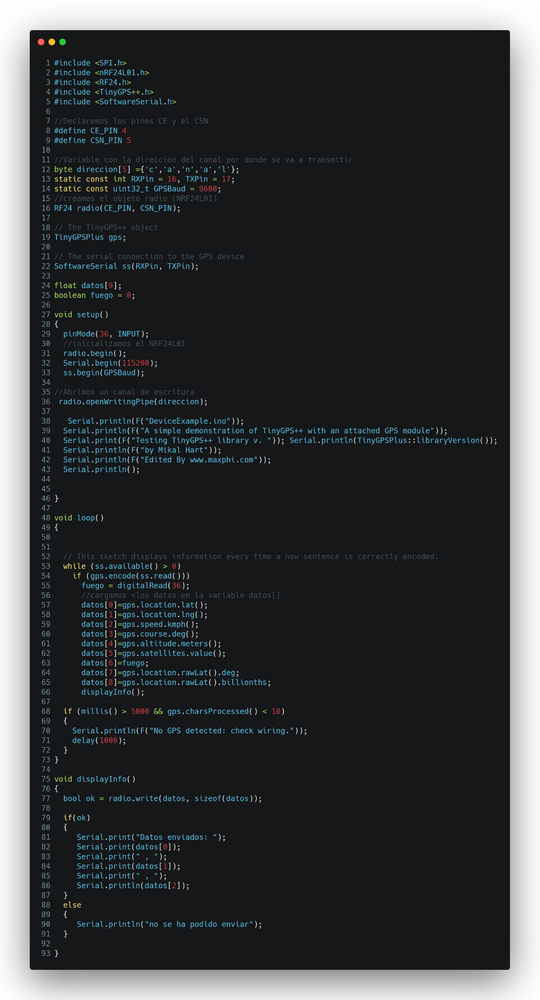 1 #include <SPI.h>
2 #include <nRF24L01.h>
3 #include <RF24.h>
4 #include <TinyGPS++.h>
5 #include <SoftwareSerial.h>
6
7 //Declaremos los pines CE y el CSN
8 #define CE_PIN 4
9 #define CSN_PIN 5
10
11 //Variable con la dirección del canal por donde se va a transmitir
12 byte direccion[5] ={'c','a','n','a','l'};
13 static const int RXPin = 16, TXPin = 17;
14 static const uint32_t GPSBaud = 9600;
15 //creamos el objeto radio (NRF24L01)
16 RF24 radio(CE_PIN, CSN_PIN);
17
18 // The TinyGPS++ object
19 TinyGPSPlus gps;
20
21 // The serial connection to the GPS device
22 SoftwareSerial ss(RXPin, TXPin);
23
24 float datos[9];
25 boolean fuego = 0;
26
27 void setup()
28 {
29   pinMode(36, INPUT);
30   //inicializamos el NRF24L01
31   radio.begin();
32   Serial.begin(115200);
33   ss.begin(GPSBaud);
34
35 //Abrimos un canal de escritura
36  radio.openWritingPipe(direccion);
37
38    Serial.println(F("DeviceExample.ino"));
39   Serial.println(F("A simple demonstration of TinyGPS++ with an attached GPS module"));
40   Serial.print(F("Testing TinyGPS++ library v. ")); Serial.println(TinyGPSPlus::libraryVersion());
41   Serial.println(F("by Mikal Hart"));
42   Serial.println(F("Edited By www.maxphi.com"));
43   Serial.println();
44
45
46 }
47
48 void loop()
49 {
50
51
52   // This sketch displays information every time a new sentence is correctly encoded.
53   while (ss.available() > 0)
54     if (gps.encode(ss.read()))
55       fuego = digitalRead(36);
56       //cargamos <los datos en la variable datos[]
57       datos[0]=gps.location.lat();
58       datos[1]=gps.location.lng();
59       datos[2]=gps.speed.kmph();
60       datos[3]=gps.course.deg();
61       datos[4]=gps.altitude.meters();
62       datos[5]=gps.satellites.value();
63       datos[6]=fuego;
64       datos[7]=gps.location.rawLat().deg;
65       datos[8]=gps.location.rawLat().billionths;
66       displayInfo();
67
68   if (millis() > 5000 && gps.charsProcessed() < 10)
69   {
70     Serial.println(F("No GPS detected: check wiring."));
71     delay(1000);
72   }
73 }
74
75 void displayInfo()
76 {
77   bool ok = radio.write(datos, sizeof(datos));
78
79   if(ok)
80   {
81      Serial.print("Datos enviados: ");
82      Serial.print(datos[0]);
83      Serial.print(" , ");
84      Serial.print(datos[1]);
85      Serial.print(" , ");
86      Serial.println(datos[2]);
87   }
88   else
89   {
90      Serial.println("no se ha podido enviar");
91   }
92
93 }